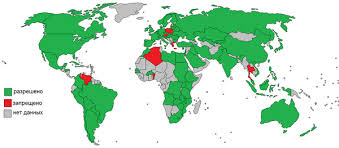 разрешено
запрещено
нет данных